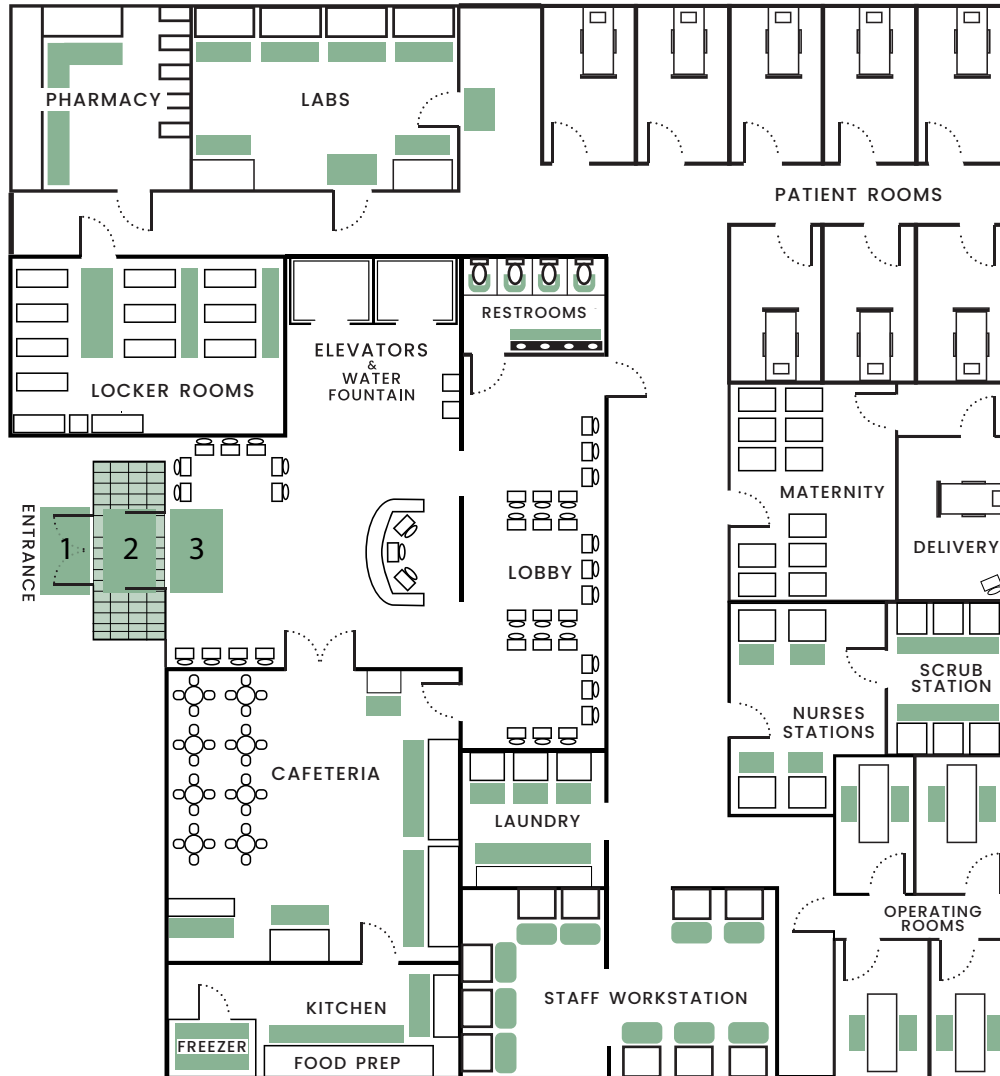 PHARMACY
LABS
PATIENT ROOMS
RESTROOMS
ELEVATORS
&
WATER
FOUNTAIN
LOCKER ROOMS
MATERNITY
ENTRANCE
1
2
3
DELIVERY
LOBBY
SCRUB
STATION
NURSES
STATIONS
CAFETERIA
LAUNDRY
OPERATING
ROOMS
STAFF WORKSTATION
KITCHEN
FREEZER
FOOD PREP